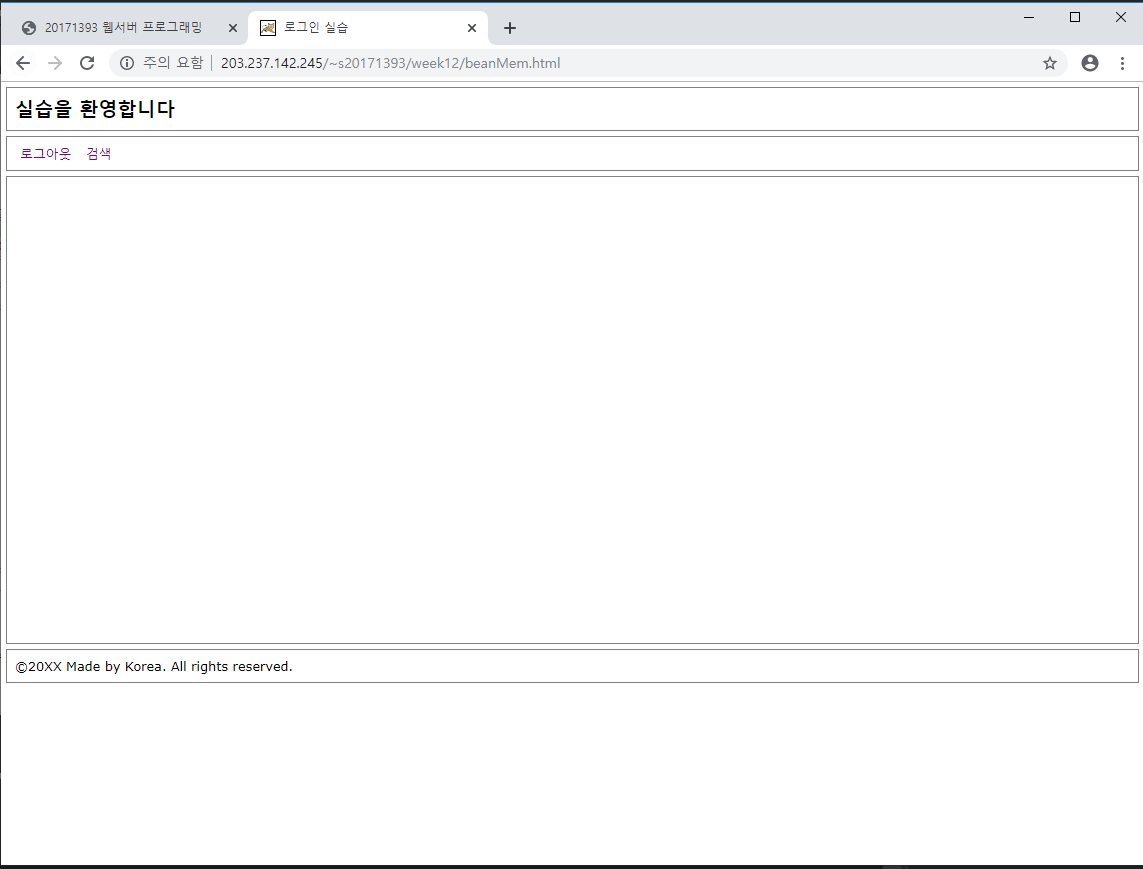 20171393 웹서버 프로그래밍
로그인 실습
주의 요함 | 203.237.142.245/~s20171393/week12/beanMem.html
실습을 환영합니다
로그아웃 검색
©20XX Made by Korea. All rights reserved.